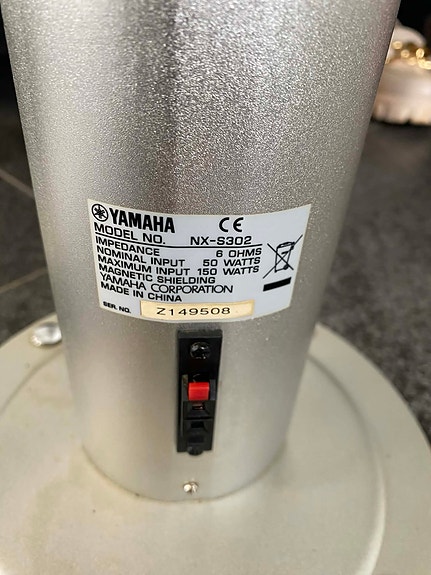 YAMAHA CE
MODEL NO. NX-S302
IMPEDANCE 6 OHMS
NOMINAL INPUT 50 WATTS
MAXIMUM INPUT 150 WATTS
MAGNETIC SHIELDING
YAMAHA CORPORATION
MADE IN CHINA
SER. NO. Z149508